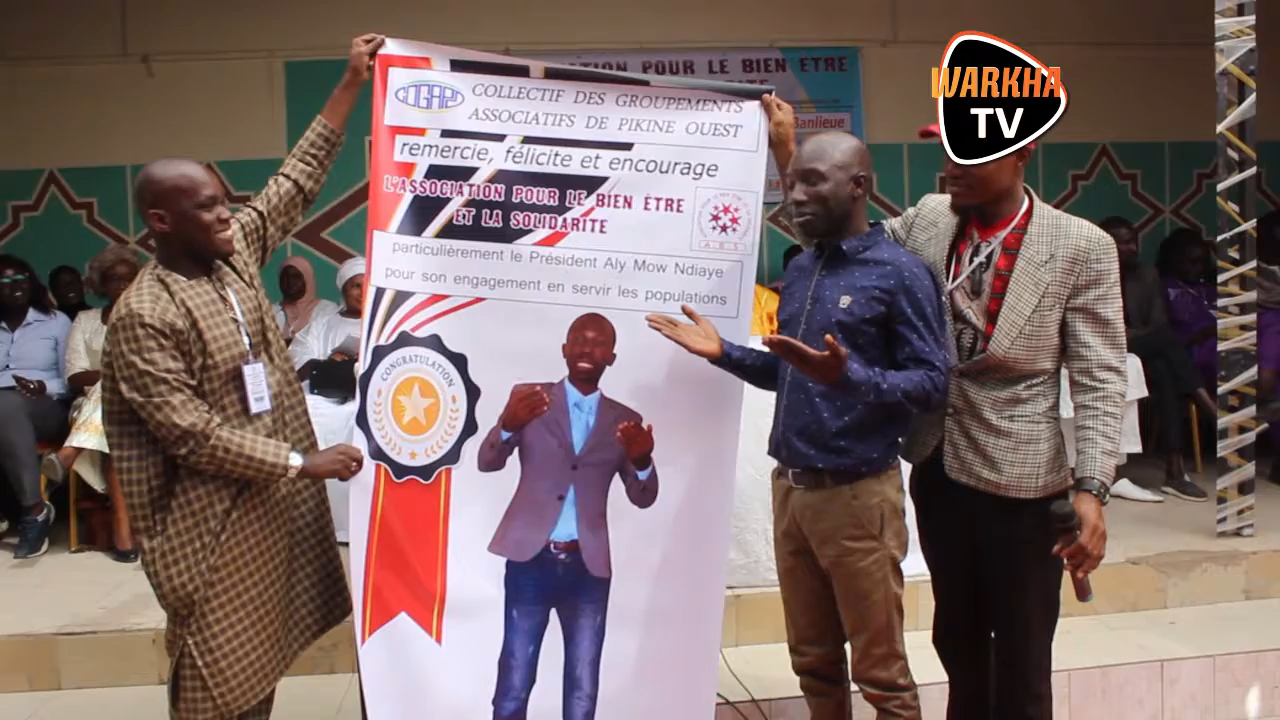 WARKHA
TV
TION POUR LE BIEN ETRE
Banlieue
COGAPO
COLLECTIF DES GROUPEMENTS
ASSOCIATIFS DE PIKINE OUEST
remercie, félicite et encourage
L'ASSOCIATION POUR LE BIEN ÊTRE
ET LA SOLIDARITE
A.B.S
particulièrement le Président Aly Mow Ndiaye
pour son engagement en servir les populations
CONGRATULATION